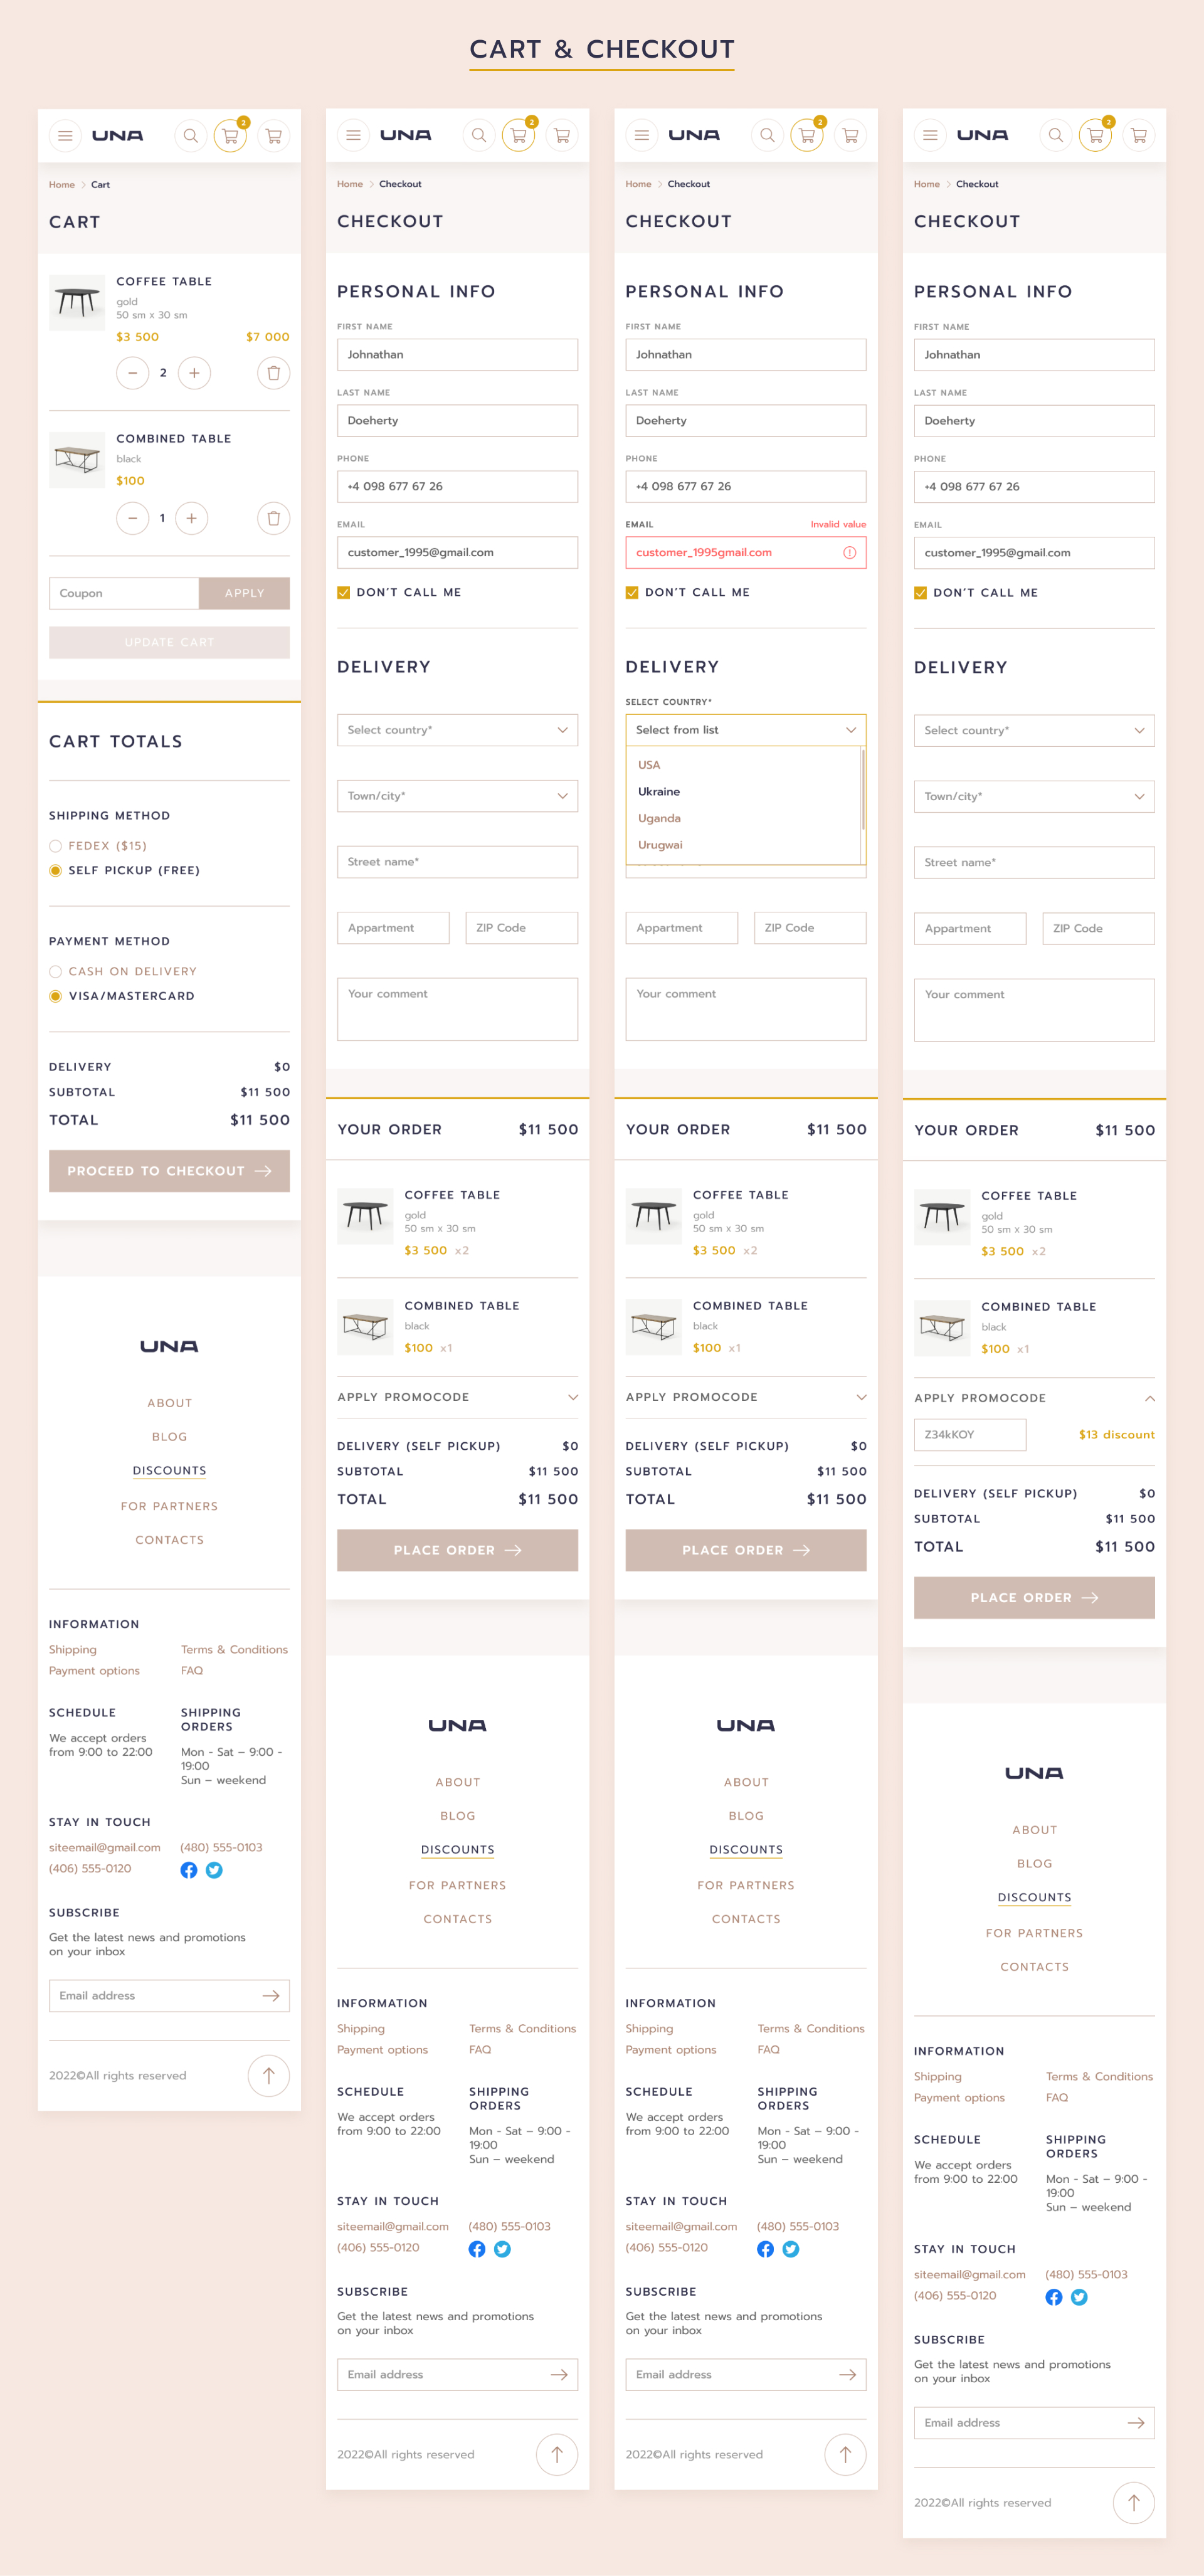 CART & CHECKOUT
UNA
2
Home > Cart
CART
COFFEE TABLE
gold
50 sm x 30 sm
$3 500 $7 000
2
COMBINED TABLE
black
$100
1
Coupon APPLY
UPDATE CART
CART TOTALS
SHIPPING METHOD
FEDEX ($15)
SELF PICKUP (FREE)
PAYMENT METHOD
CASH ON DELIVERY
VISA/MASTERCARD
DELIVERY $0
SUBTOTAL $11 500
TOTAL $11 500
PROCEED TO CHECKOUT
UNA
ABOUT
BLOG
DISCOUNTS
FOR PARTNERS
CONTACTS
INFORMATION
Shipping Terms & Conditions
Payment options FAQ
SCHEDULE
We accept orders
from 9:00 to 22:00
SHIPPING
ORDERS
Mon - Sat – 9:00 -
19:00
Sun – weekend
STAY IN TOUCH
siteemail@gmail.com (480) 555-0103
(406) 555-0120
SUBSCRIBE
Get the latest news and promotions
on your inbox
Email address
2022©All rights reserved
UNA
2
Home > Checkout
CHECKOUT
PERSONAL INFO
FIRST NAME
Johnathan
LAST NAME
Doeherty
PHONE
+4 098 677 67 26
EMAIL
customer_1995@gmail.com
DON'T CALL ME
DELIVERY
Select country*
Town/city*
Street name*
Appartment ZIP Code
Your comment
YOUR ORDER $11 500
COFFEE TABLE
gold
50 sm x 30 sm
$3 500 x2
COMBINED TABLE
black
$100 x1
APPLY PROMOCODE
DELIVERY (SELF PICKUP) $0
SUBTOTAL $11 500
TOTAL $11 500
PLACE ORDER
UNA
ABOUT
BLOG
DISCOUNTS
FOR PARTNERS
CONTACTS
INFORMATION
Shipping Terms & Conditions
Payment options FAQ
SCHEDULE
We accept orders
from 9:00 to 22:00
SHIPPING
ORDERS
Mon - Sat – 9:00 -
19:00
Sun – weekend
STAY IN TOUCH
siteemail@gmail.com (480) 555-0103
(406) 555-0120
SUBSCRIBE
Get the latest news and promotions
on your inbox
Email address
2022©All rights reserved
UNA
2
Home > Checkout
CHECKOUT
PERSONAL INFO
FIRST NAME
Johnathan
LAST NAME
Doeherty
PHONE
+4 098 677 67 26
EMAIL Invalid value
customer_1995gmail.com
DON'T CALL ME
DELIVERY
SELECT COUNTRY*
Select from list
USA
Ukraine
Uganda
Urugwai
Appartment ZIP Code
Your comment
YOUR ORDER $11 500
COFFEE TABLE
gold
50 sm x 30 sm
$3 500 x2
COMBINED TABLE
black
$100 x1
APPLY PROMOCODE
DELIVERY (SELF PICKUP) $0
SUBTOTAL $11 500
TOTAL $11 500
PLACE ORDER
UNA
ABOUT
BLOG
DISCOUNTS
FOR PARTNERS
CONTACTS
INFORMATION
Shipping Terms & Conditions
Payment options FAQ
SCHEDULE
We accept orders
from 9:00 to 22:00
SHIPPING
ORDERS
Mon - Sat – 9:00 -
19:00
Sun – weekend
STAY IN TOUCH
siteemail@gmail.com (480) 555-0103
(406) 555-0120
SUBSCRIBE
Get the latest news and promotions
on your inbox
Email address
2022©All rights reserved
UNA
2
Home > Checkout
CHECKOUT
PERSONAL INFO
FIRST NAME
Johnathan
LAST NAME
Doeherty
PHONE
+4 098 677 67 26
EMAIL
customer_1995@gmail.com
DON'T CALL ME
DELIVERY
Select country*
Town/city*
Street name*
Appartment ZIP Code
Your comment
YOUR ORDER $11 500
COFFEE TABLE
gold
50 sm x 30 sm
$3 500 x2
COMBINED TABLE
black
$100 x1
APPLY PROMOCODE
Z34kKOY $13 discount
DELIVERY (SELF PICKUP) $0
SUBTOTAL $11 500
TOTAL $11 500
PLACE ORDER
UNA
ABOUT
BLOG
DISCOUNTS
FOR PARTNERS
CONTACTS
INFORMATION
Shipping Terms & Conditions
Payment options FAQ
SCHEDULE
We accept orders
from 9:00 to 22:00
SHIPPING
ORDERS
Mon - Sat – 9:00 -
19:00
Sun – weekend
STAY IN TOUCH
siteemail@gmail.com (480) 555-0103
(406) 555-0120
SUBSCRIBE
Get the latest news and promotions
on your inbox
Email address
2022©All rights reserved